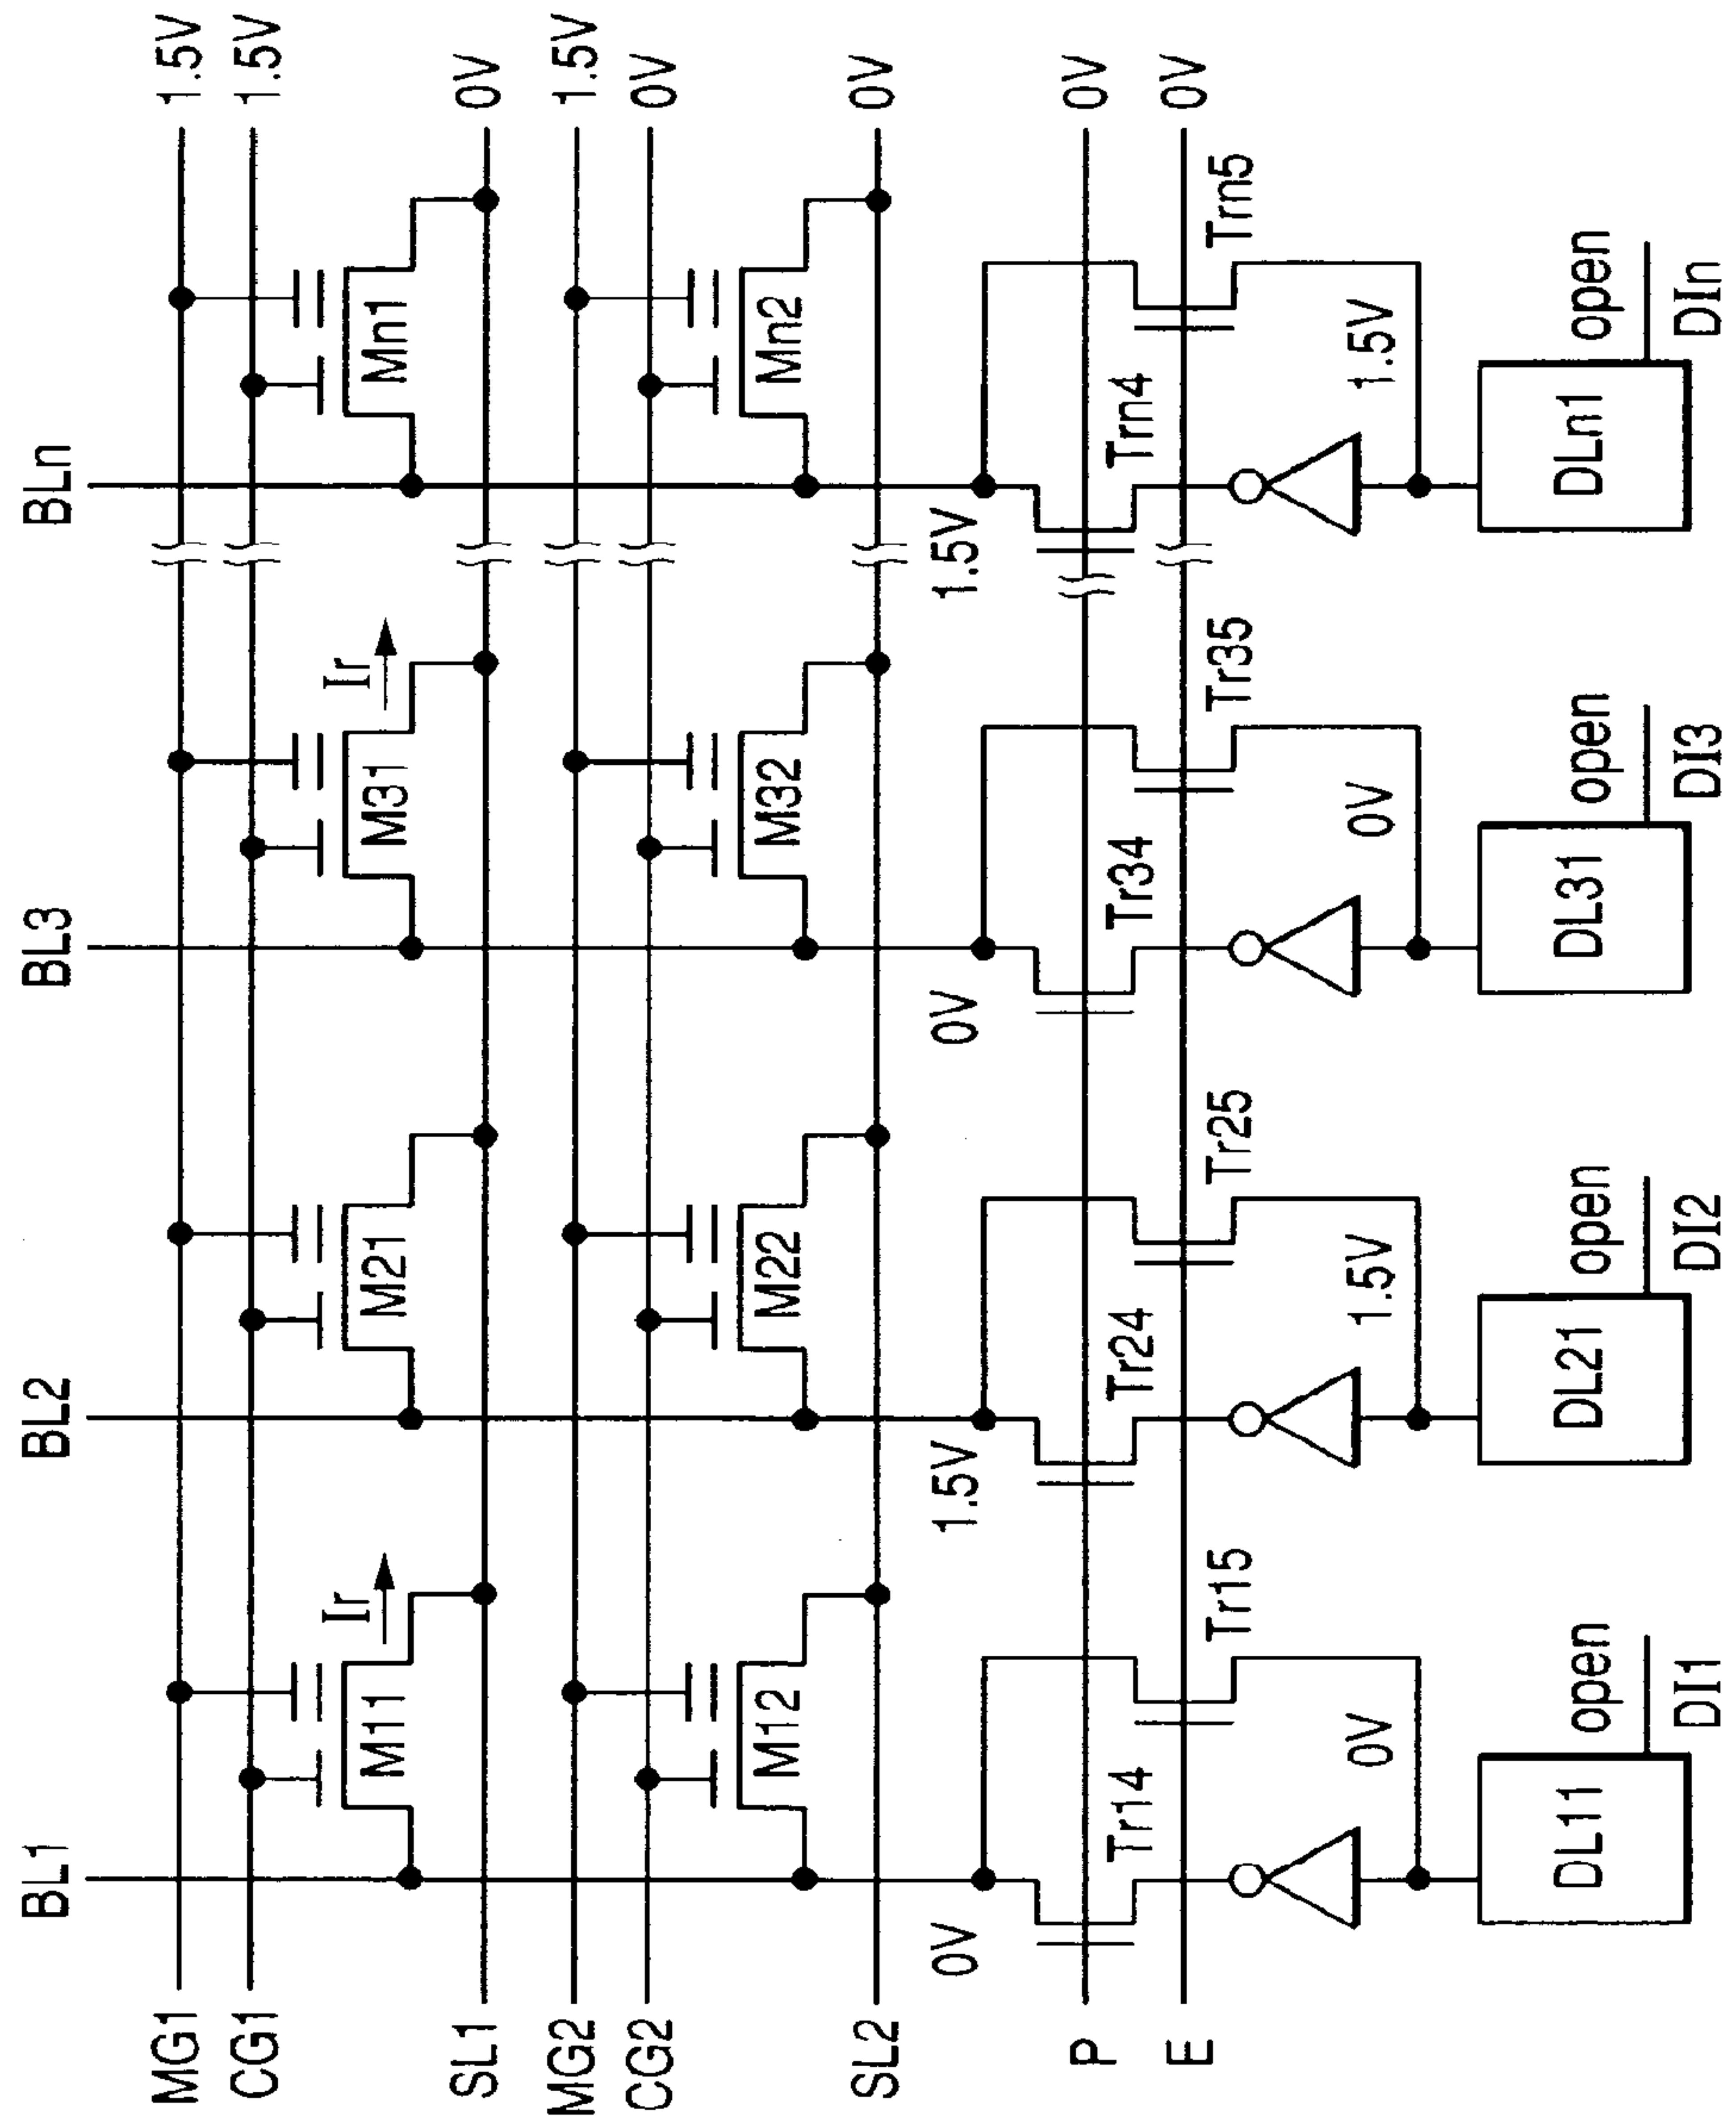 BL1 BL2 BL3 BLn
MG1 1.5V
CG1 1.5V
Ir Ir
M11 M21 M31 Mn1
SL1 0V
MG2 1.5V
CG2 0V
M12 M22 M32 Mn2
SL2 0V
0V 1.5V 0V 1.5V
P 0V
Tr14 Tr24 Tr34 Trn4
E 0V
Tr15 Tr25 Tr35 Trn5
0V 1.5V 0V 1.5V
DL11 open DL21 open DL31 open DLn1 open
DI1 DI2 DI3 DIn